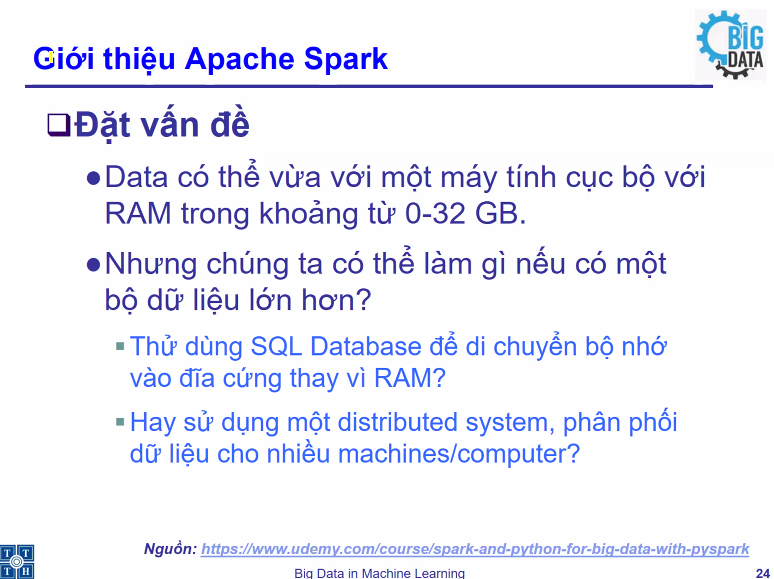 BIG
DATA
Giới thiệu Apache Spark
Đặt vấn đề
Data có thể vừa với một máy tính cục bộ với
RAM trong khoảng từ 0-32 GB.
Nhưng chúng ta có thể làm gì nếu có một
bộ dữ liệu lớn hơn?
Thử dùng SQL Database để di chuyển bộ nhớ
vào đĩa cứng thay vì RAM?
Hay sử dụng một distributed system, phân phối
dữ liệu cho nhiều machines/computer?
Nguồn: https://www.udemy.com/course/spark-and-python-for-big-data-with-pyspark
T T
T H
Big Data in Machine Learning
24